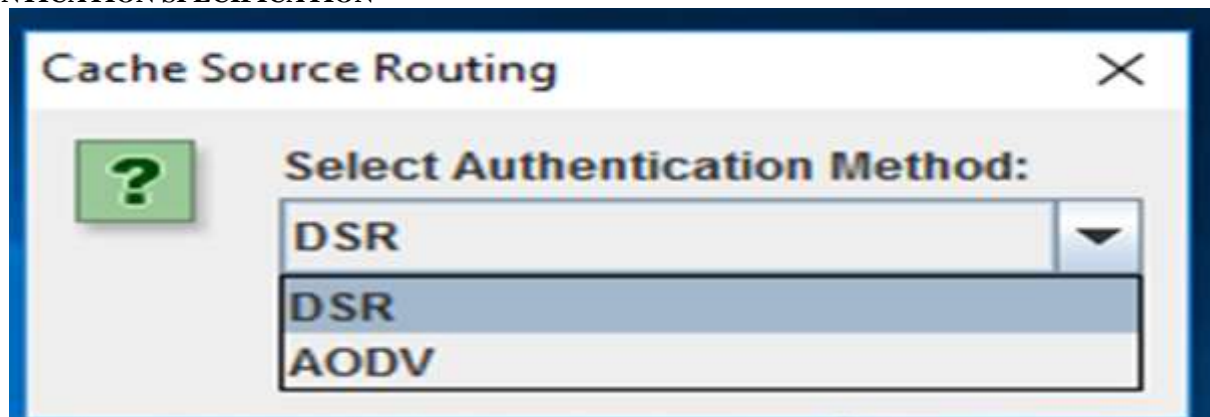 Cache Source Routing
?
Select Authentication Method:
DSR
DSR
AODV